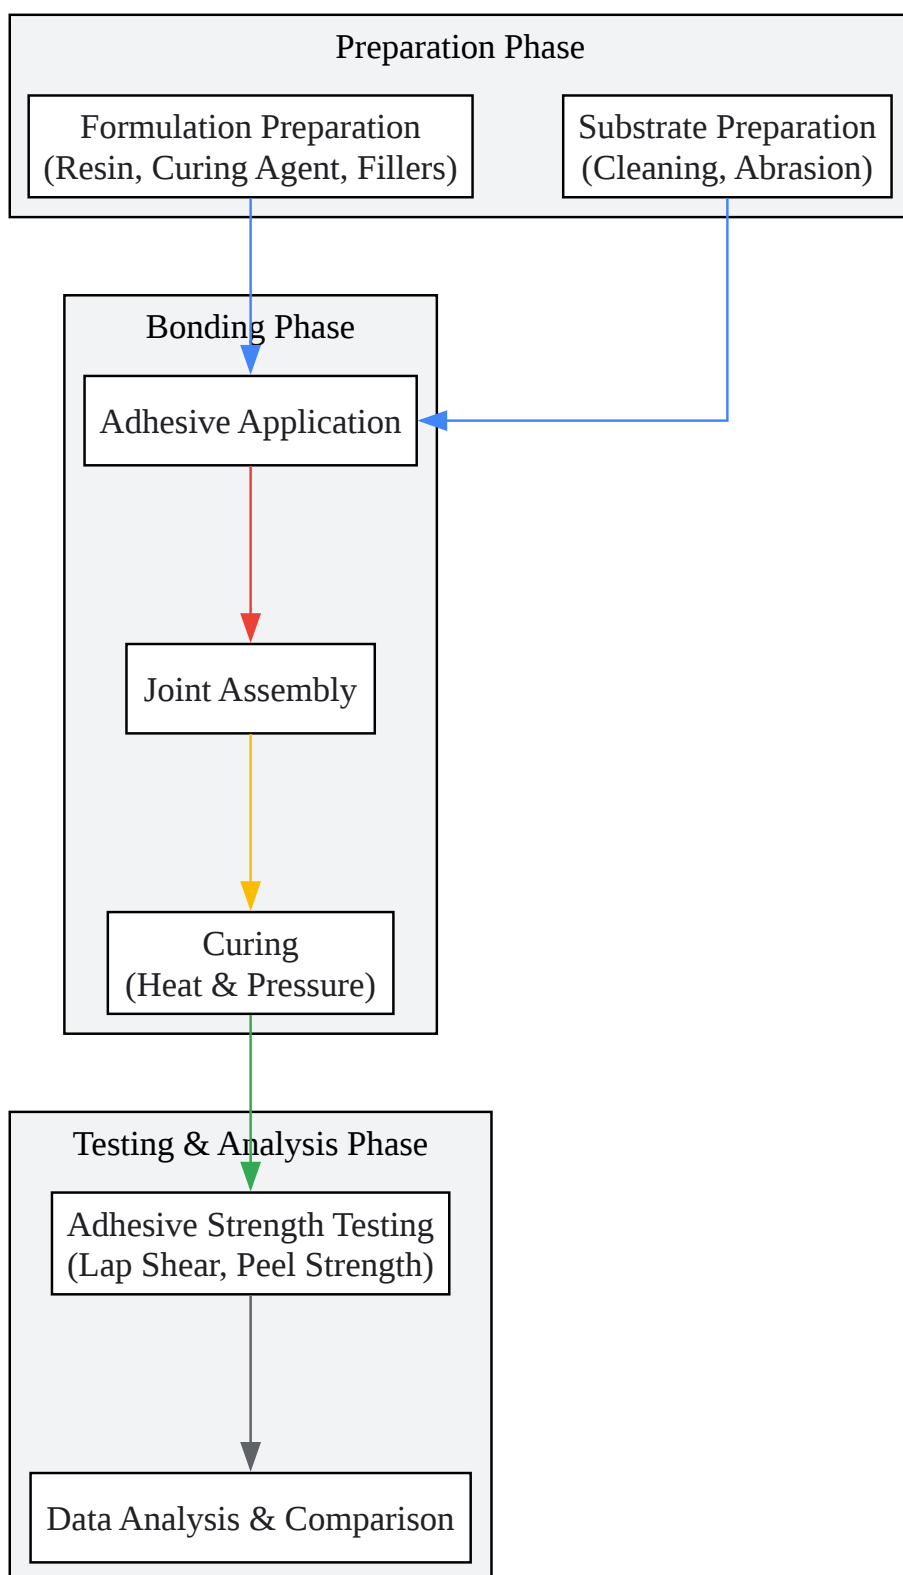 Preparation Phase
Formulation Preparation
(Resin, Curing Agent, Fillers)
Substrate Preparation
(Cleaning, Abrasion)
Bonding Phase
Adhesive Application
Joint Assembly
Curing
(Heat & Pressure)
Testing & Analysis Phase
Adhesive Strength Testing
(Lap Shear, Peel Strength)
Data Analysis & Comparison